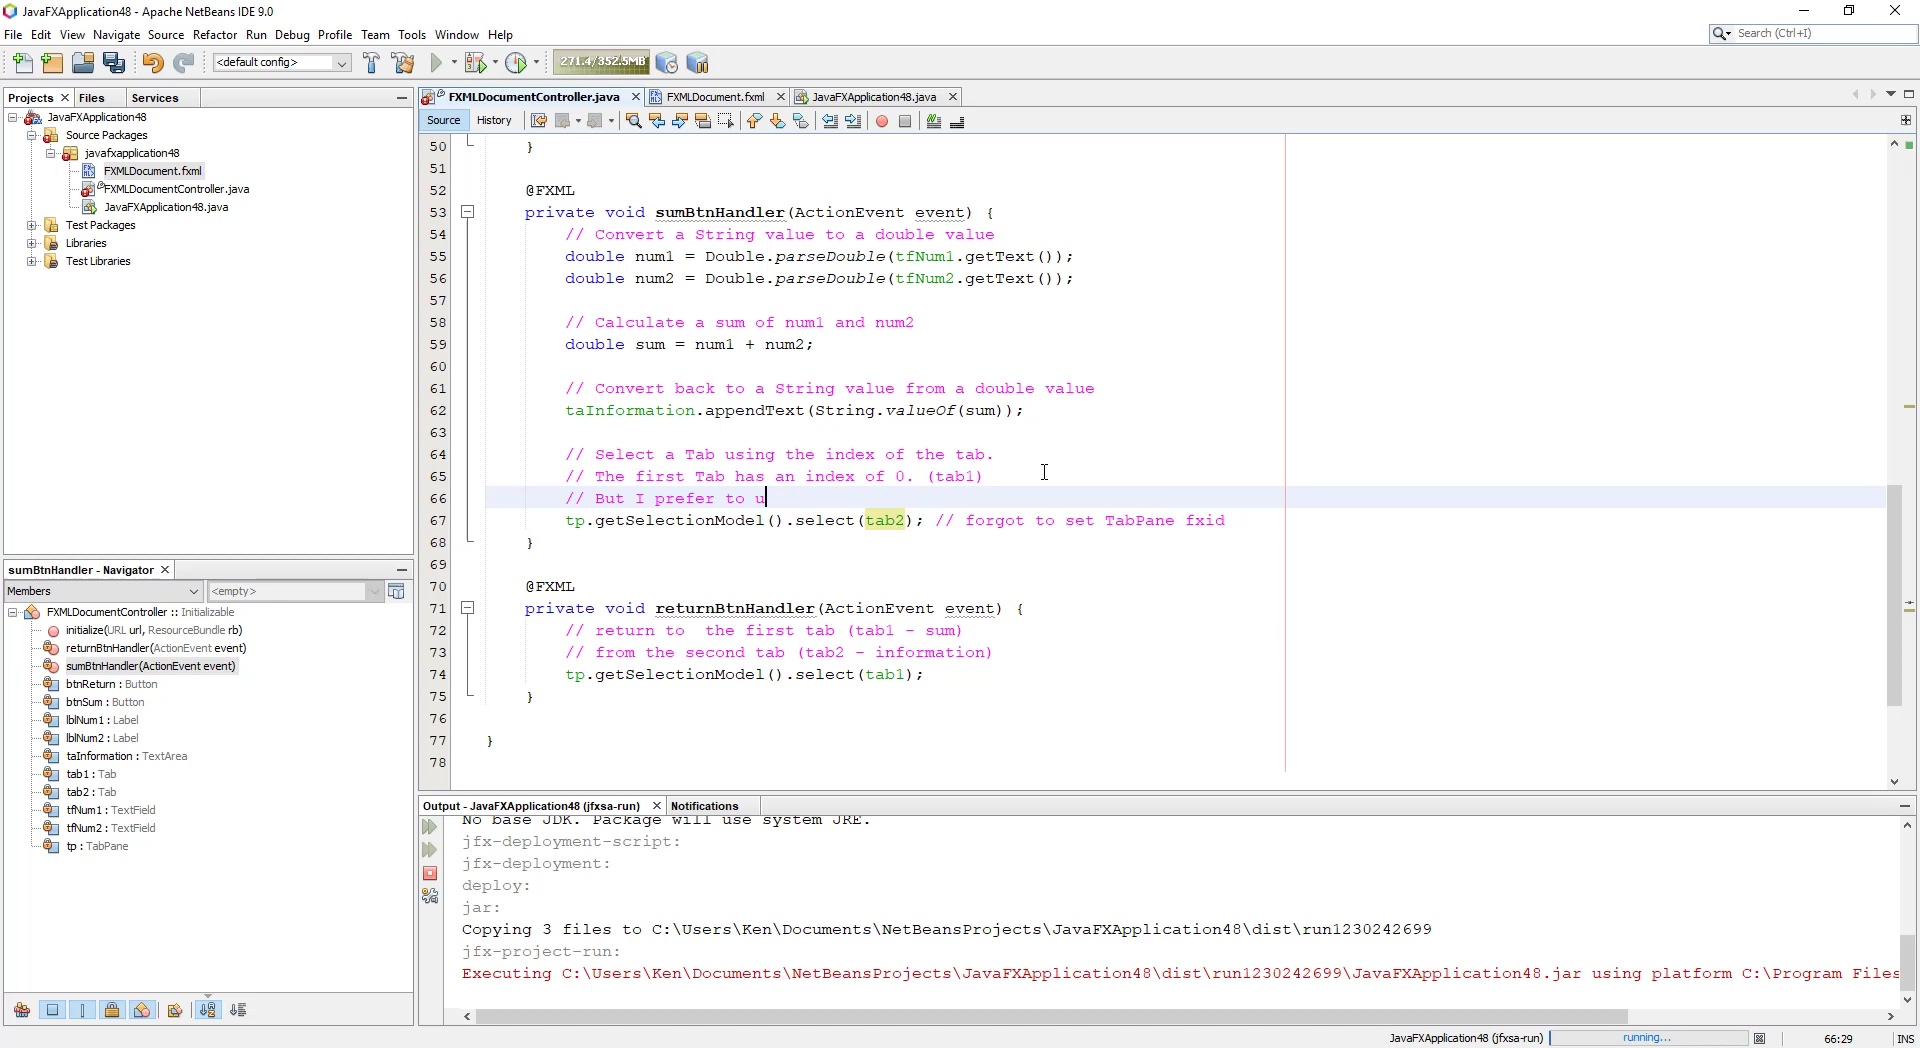 JavaFXApplication48 - Apache NetBeans IDE 9.0
File Edit View Navigate Source Refactor Run Debug Profile Team Tools Window Help
Search (Ctrl+I)
<default config>
271.4/352.5MB
Projects
Files
Services
JavaFXApplication48
Source Packages
javafxapplication48
FXMLDocument.fxml
FXMLDocumentController.java
JavaFXApplication48.java
Test Packages
Libraries
Test Libraries
sumBtnHandler - Navigator
Members
<empty>
FXMLDocumentController :: Initializable
initialize(URL url, ResourceBundle rb)
returnBtnHandler(ActionEvent event)
sumBtnHandler(ActionEvent event)
btnReturn : Button
btnSum : Button
lblNum1 : Label
lblNum2 : Label
taInformation : TextArea
tab1 : Tab
tab2 : Tab
tfNum1 : TextField
tfNum2 : TextField
tp : TabPane
FXMLDocumentController.java
FXMLDocument.fxml
JavaFXApplication48.java
Source
History
50 }
51
52 @FXML
53 private void sumBtnHandler(ActionEvent event) {
54 // Convert a String value to a double value
55 double num1 = Double.parseDouble(tfNum1.getText());
56 double num2 = Double.parseDouble(tfNum2.getText());
57
58 // Calculate a sum of num1 and num2
59 double sum = num1 + num2;
60
61 // Convert back to a String value from a double value
62 taInformation.appendText(String.valueOf(sum));
63
64 // Select a Tab using the index of the tab.
65 // The first Tab has an index of 0. (tab1)
66 // But I prefer to u
67 tp.getSelectionModel().select(tab2); // forgot to set TabPane fxid
68 }
69
70 @FXML
71 private void returnBtnHandler(ActionEvent event) {
72 // return to  the first tab (tab1 - sum)
73 // from the second tab (tab2 - information)
74 tp.getSelectionModel().select(tab1);
75 }
76
77 }
78
Output - JavaFXApplication48 (jfxsa-run)
Notifications
No base JDK. Package will use system JRE.
jfx-deployment-script:
jfx-deployment:
deploy:
jar:
Copying 3 files to C:\Users\Ken\Documents\NetBeansProjects\JavaFXApplication48\dist\run1230242699
jfx-project-run:
Executing C:\Users\Ken\Documents\NetBeansProjects\JavaFXApplication48\dist\run1230242699\JavaFXApplication48.jar using platform C:\Program Files
JavaFXApplication48 (jfxsa-run)
running...
66:29
INS